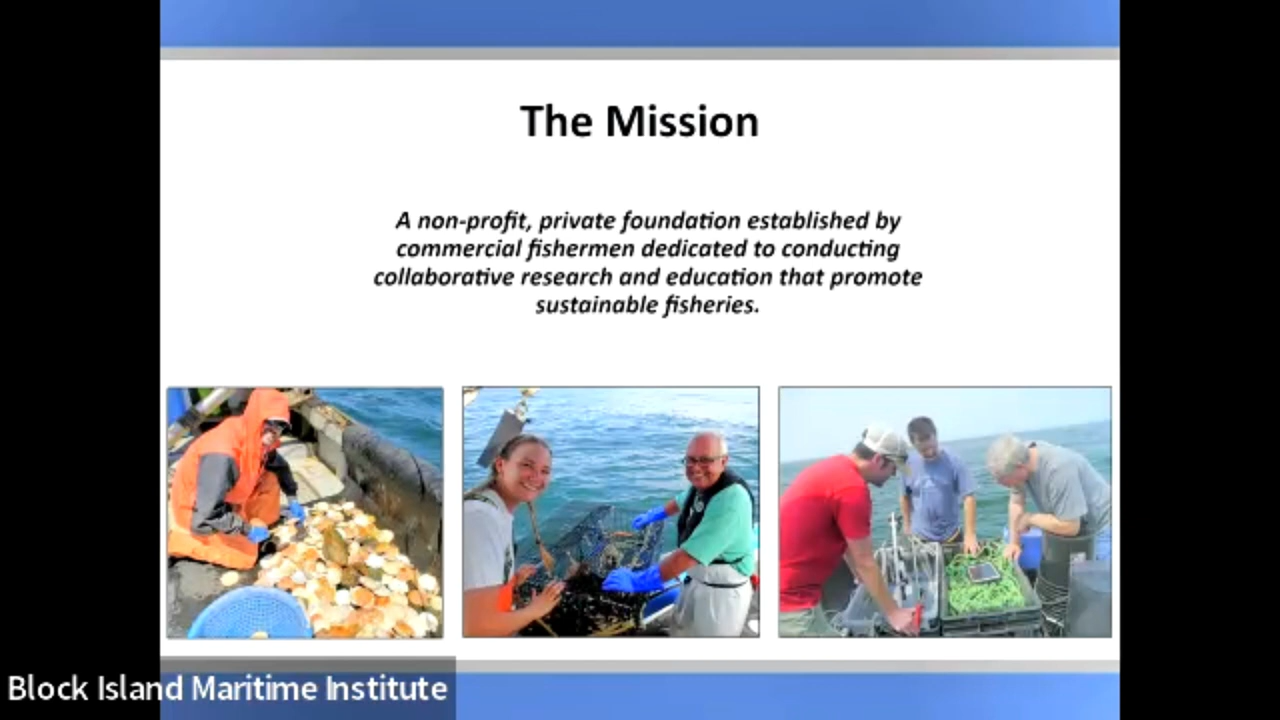 The Mission
A non-profit, private foundation established by
commercial fishermen dedicated to conducting
collaborative research and education that promote
sustainable fisheries.
Block Island Maritime Institute